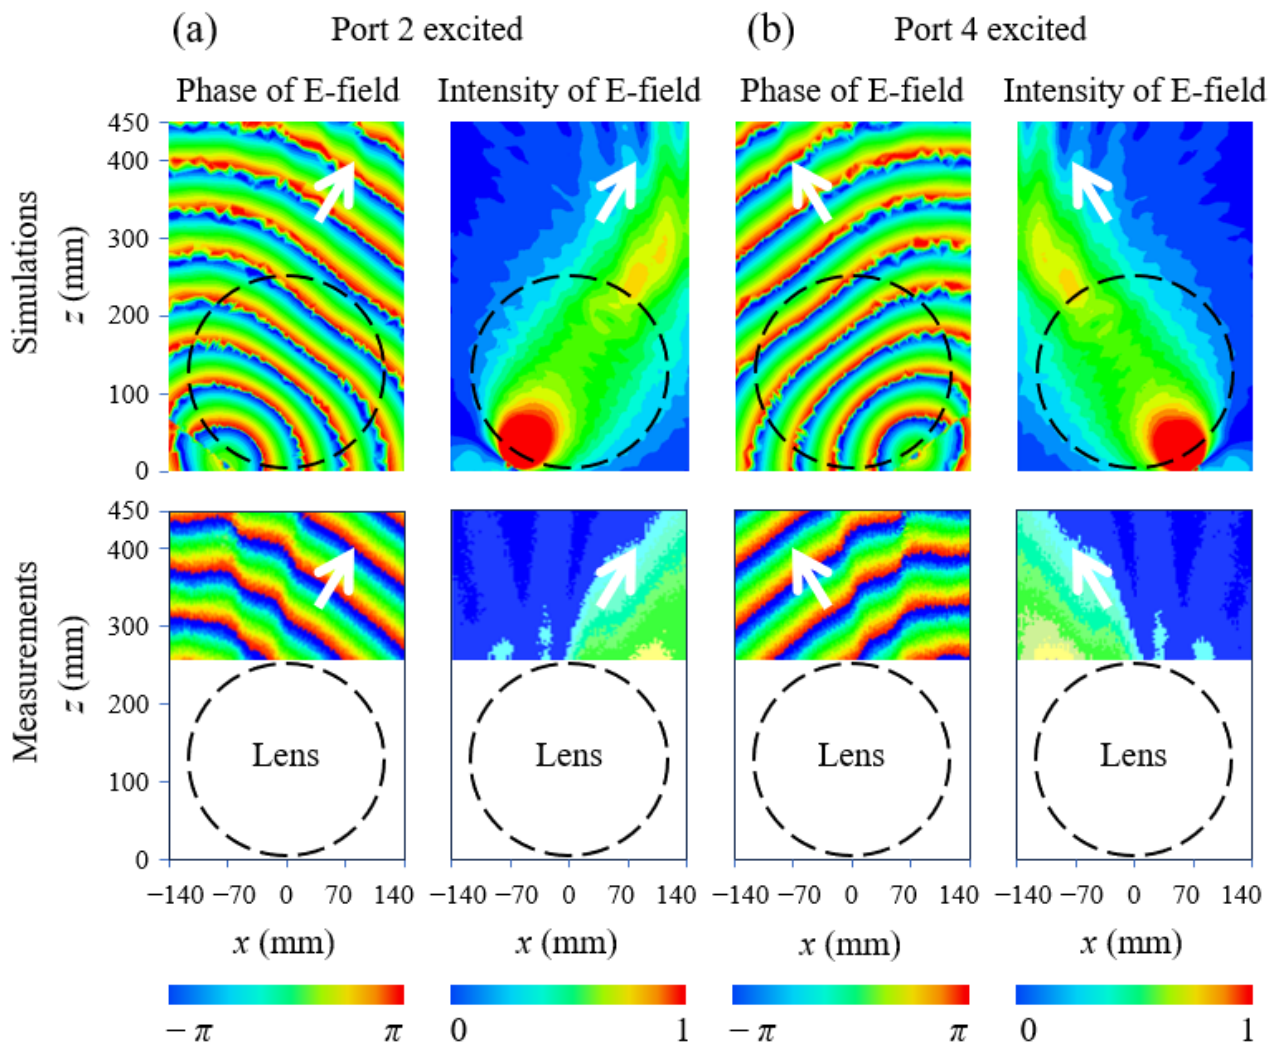 (a) Port 2 excited (b) Port 4 excited
Phase of E-field Intensity of E-field Phase of E-field Intensity of E-field
Simulations
z (mm)
450
400
300
200
100
0
Measurements
z (mm)
450
400
300
200
100
0
Lens Lens Lens Lens
−140 −70 0 70 140 −140 −70 0 70 140 −140 −70 0 70 140 −140 −70 0 70 140
x (mm) x (mm) x (mm) x (mm)
− π π 0 1 − π π 0 1